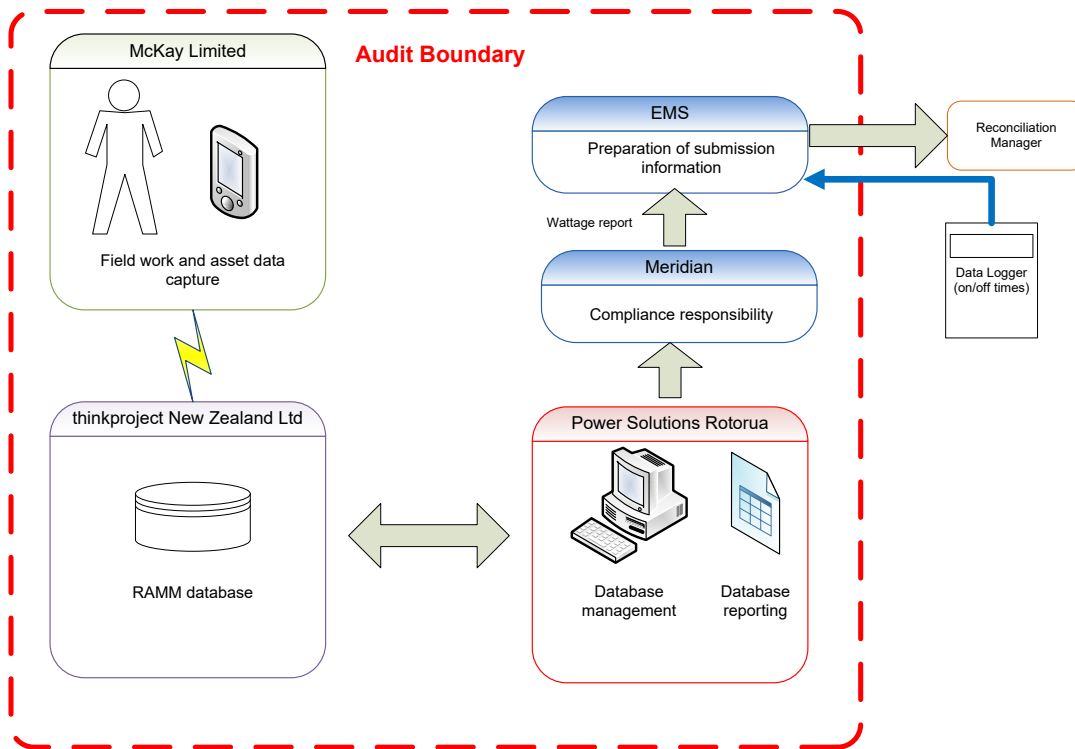 McKay Limited
Audit Boundary
Field work and asset data
capture
EMS
Preparation of submission
information
Reconciliation
Manager
Wattage report
Meridian
Compliance responsibility
Data Logger
(on/off times)
thinkproject New Zealand Ltd
RAMM database
Power Solutions Rotorua
Database
management
Database
reporting